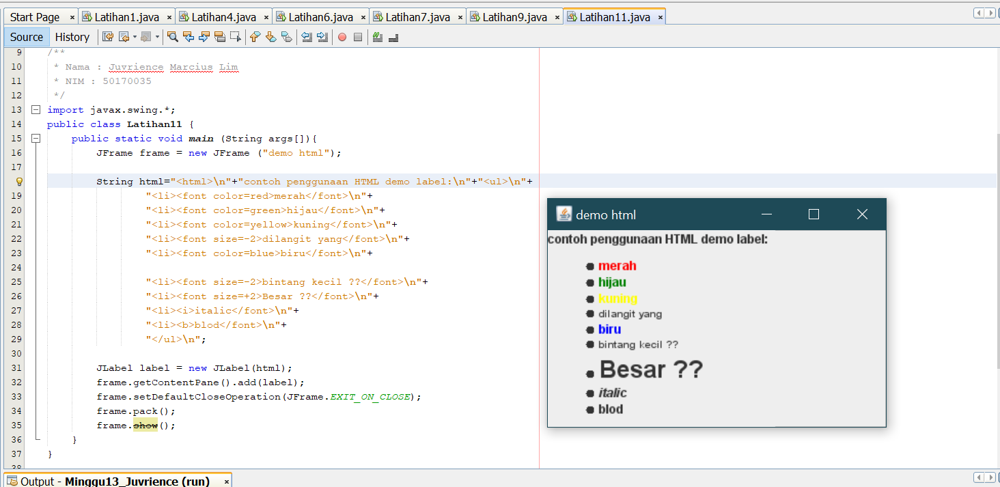 Start Page × Latihan1.java × Latihan4.java × Latihan6.java × Latihan7.java × Latihan9.java × Latihan11.java ×
Source History
9 /**
10 * Nama : Juvrience Marcius Lim
11 * NIM : 50170035
12 */
13 import javax.swing.*;
14 public class Latihan11 {
15 public static void main (String args[]){
16 JFrame frame = new JFrame ("demo html");
17
String html="<html>\n"+"contoh penggunaan HTML demo label:\n"+"<ul>\n"+
19 "<li><font color=red>merah</font>\n"+
20 "<li><font color=green>hijau</font>\n"+
21 "<li><font color=yellow>kuning</font>\n"+
22 "<li><font size=-2>dilangit yang</font>\n"+
23 "<li><font color=blue>biru</font>\n"+
24
25 "<li><font size=-2>bintang kecil ??</font>\n"+
26 "<li><font size=+2>Besar ??</font>\n"+
27 "<li><i>italic</font>\n"+
28 "<li><b>blod</font>\n"+
29 "</ul>\n";
30
31 JLabel label = new JLabel(html);
32 frame.getContentPane().add(label);
33 frame.setDefaultCloseOperation(JFrame.EXIT_ON_CLOSE);
34 frame.pack();
35 frame.show();
36 }
37 }
38
demo html
contoh penggunaan HTML demo label:
merah
hijau
kuning
dilangit yang
biru
bintang kecil ??
Besar ??
italic
blod
Output - Minggu13_Juvrience (run) ×